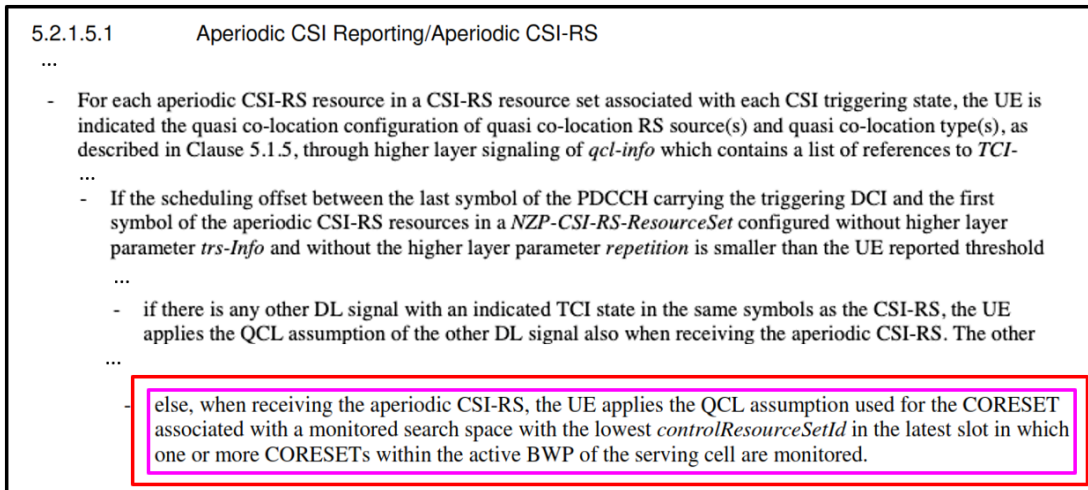 5.2.1.5.1 Aperiodic CSI Reporting/Aperiodic CSI-RS
...
- For each aperiodic CSI-RS resource in a CSI-RS resource set associated with each CSI triggering state, the UE is
indicated the quasi co-location configuration of quasi co-location RS source(s) and quasi co-location type(s), as
described in Clause 5.1.5, through higher layer signaling of qcl-info which contains a list of references to TCI-
...
- If the scheduling offset between the last symbol of the PDCCH carrying the triggering DCI and the first
symbol of the aperiodic CSI-RS resources in a NZP-CSI-RS-ResourceSet configured without higher layer
parameter trs-Info and without the higher layer parameter repetition is smaller than the UE reported threshold
...
- if there is any other DL signal with an indicated TCI state in the same symbols as the CSI-RS, the UE
applies the QCL assumption of the other DL signal also when receiving the aperiodic CSI-RS. The other
...
- else, when receiving the aperiodic CSI-RS, the UE applies the QCL assumption used for the CORESET
associated with a monitored search space with the lowest controlResourceSetId in the latest slot in which
one or more CORESETs within the active BWP of the serving cell are monitored.